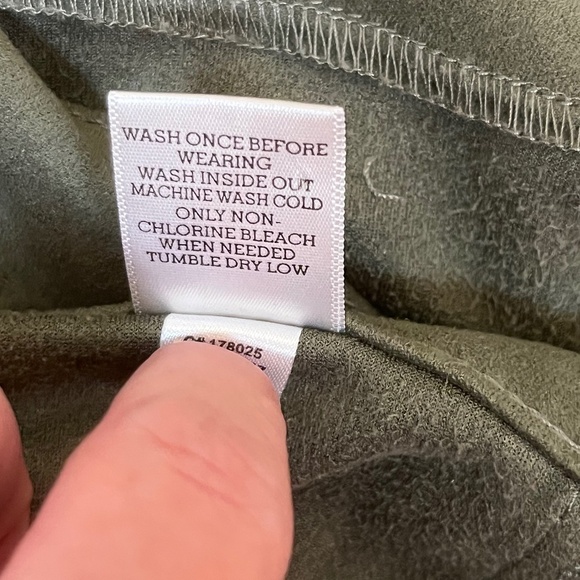 WASH ONCE BEFORE
WEARING
WASH INSIDE OUT
MACHINE WASH COLD
ONLY NON-
CHLORINE BLEACH
WHEN NEEDED
TUMBLE DRY LOW
178025